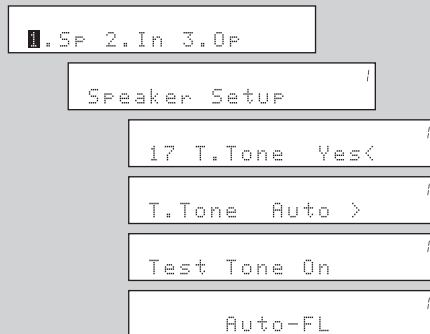 1.Sp 2.In 3.Op
Speaker Setup
17 T.Tone Yes<
T.Tone Auto >
Test Tone On
Auto-FL